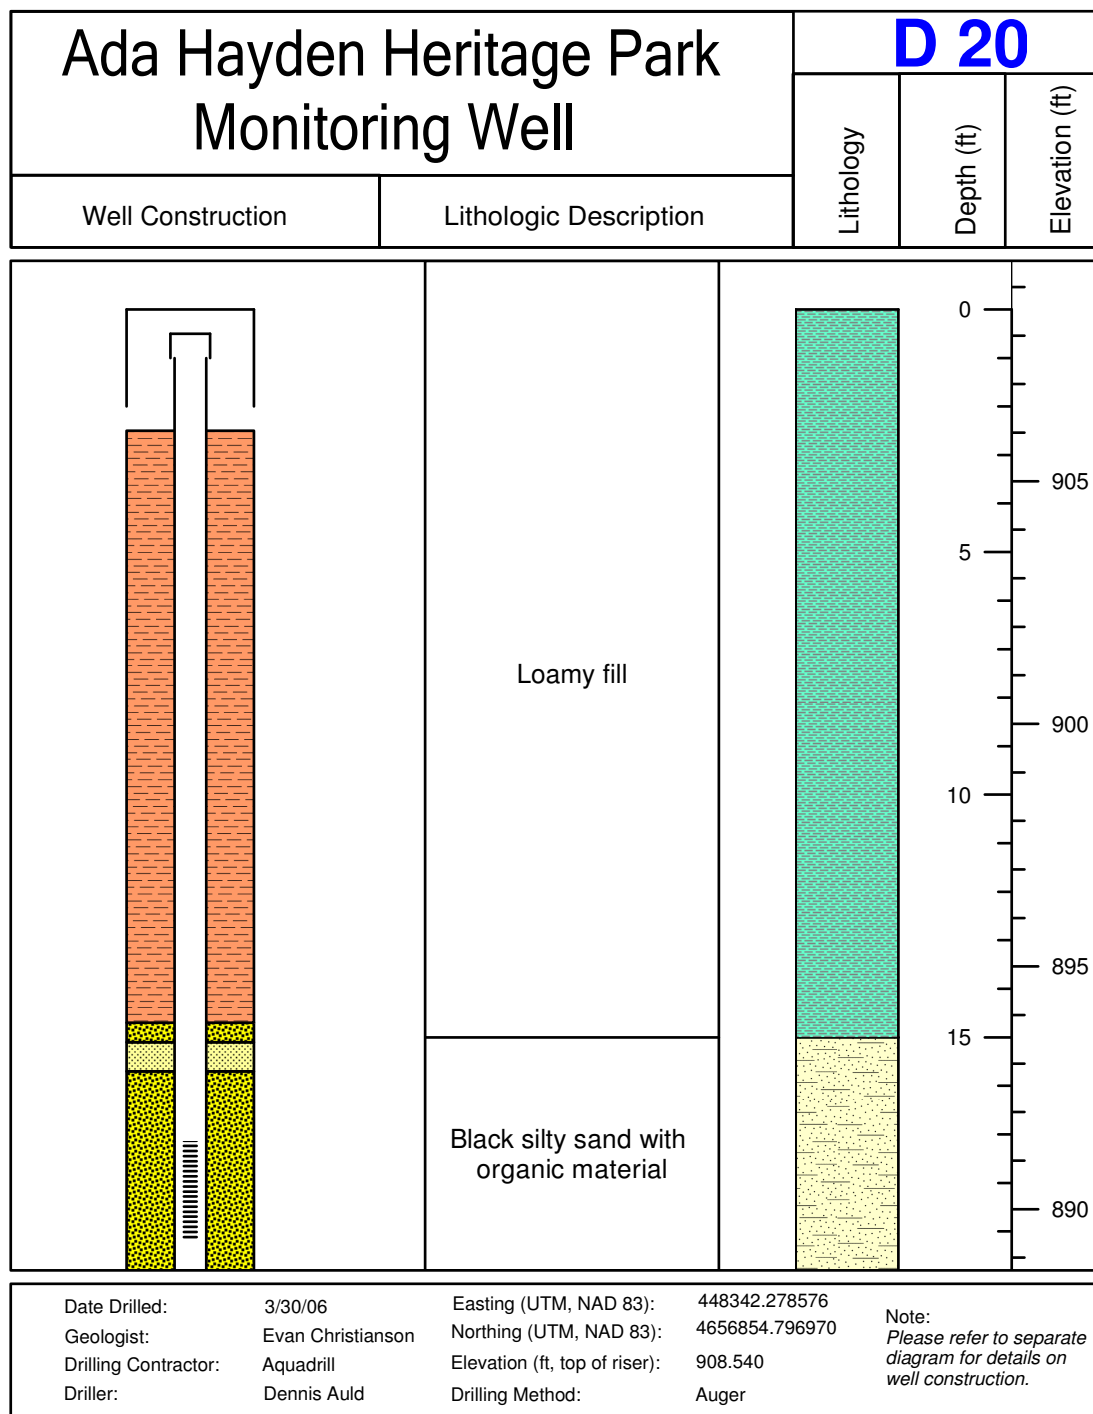 Ada Hayden Heritage Park
Monitoring Well
D 20
Well Construction
Lithologic Description
Lithology
Depth (ft)
Elevation (ft)
0
905
5
Loamy fill
900
10
895
15
Black silty sand with
organic material
890
Date Drilled: 3/30/06
Geologist: Evan Christianson
Drilling Contractor: Aquadrill
Driller: Dennis Auld
Easting (UTM, NAD 83): 448342.278576
Northing (UTM, NAD 83): 4656854.796970
Elevation (ft, top of riser): 908.540
Drilling Method: Auger
Note:
Please refer to separate
diagram for details on
well construction.